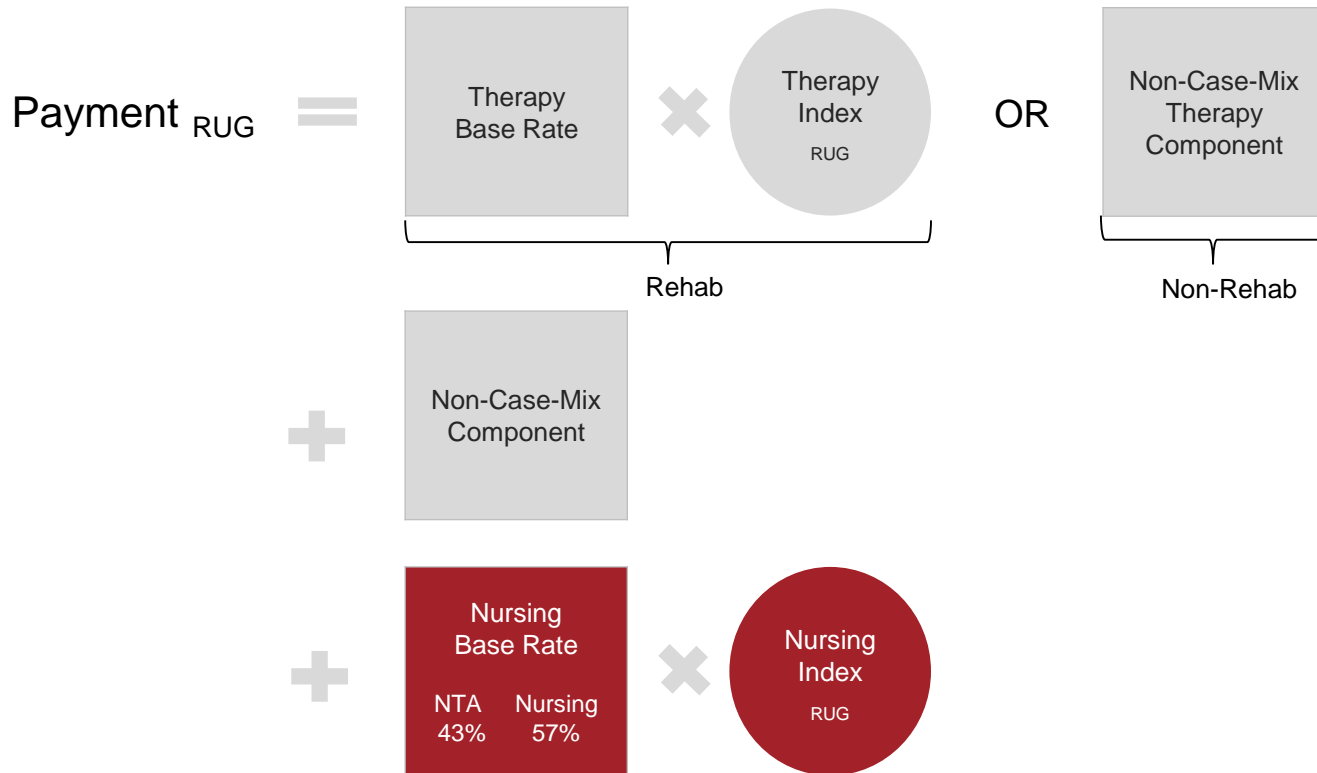 Payment RUG
Therapy
Base Rate
Therapy
Index
RUG
OR
Non-Case-Mix
Therapy
Component
Rehab
Non-Rehab
Non-Case-Mix
Component
Nursing
Base Rate
NTA Nursing
43% 57%
Nursing
Index
RUG